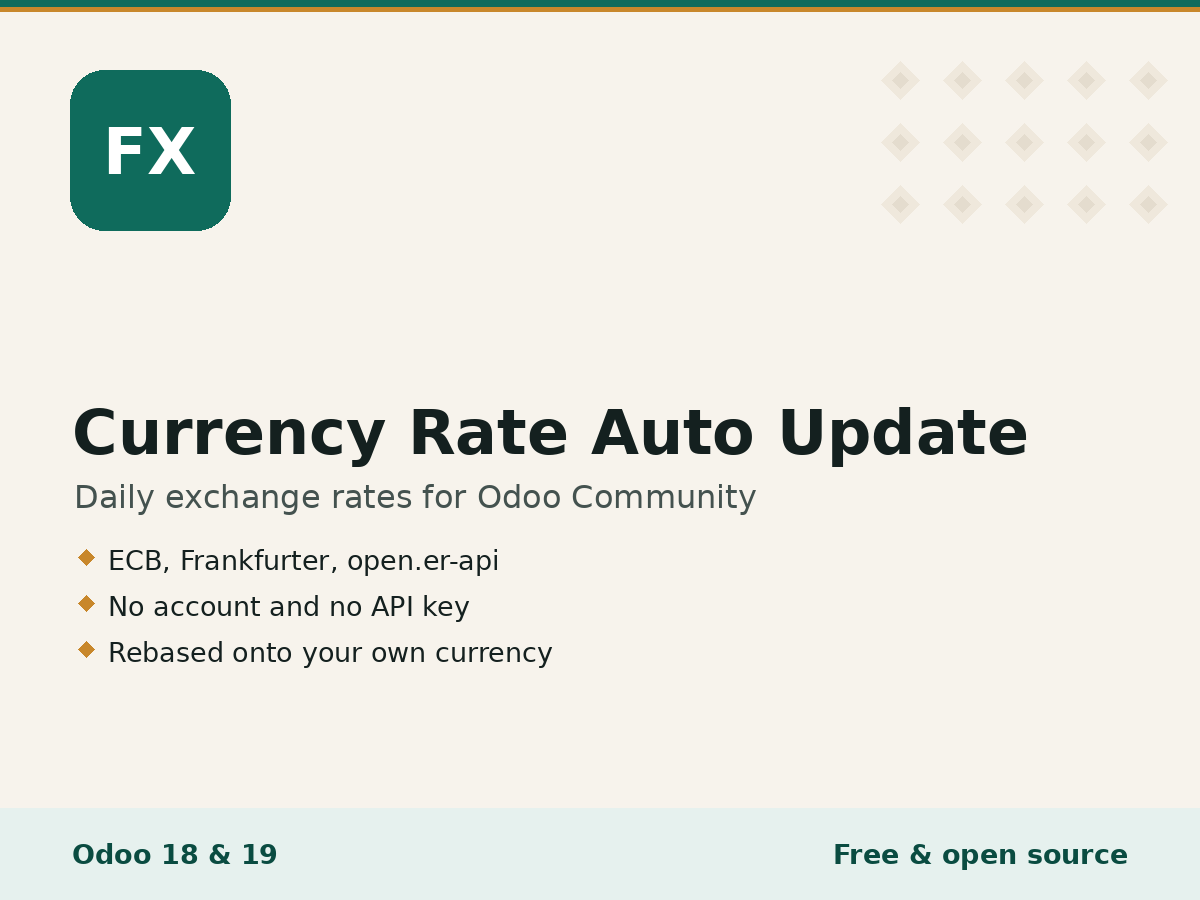 FX
Currency Rate Auto Update
Daily exchange rates for Odoo Community
ECB, Frankfurter, open.er-api
No account and no API key
Rebased onto your own currency
Odoo 18 & 19
Free & open source